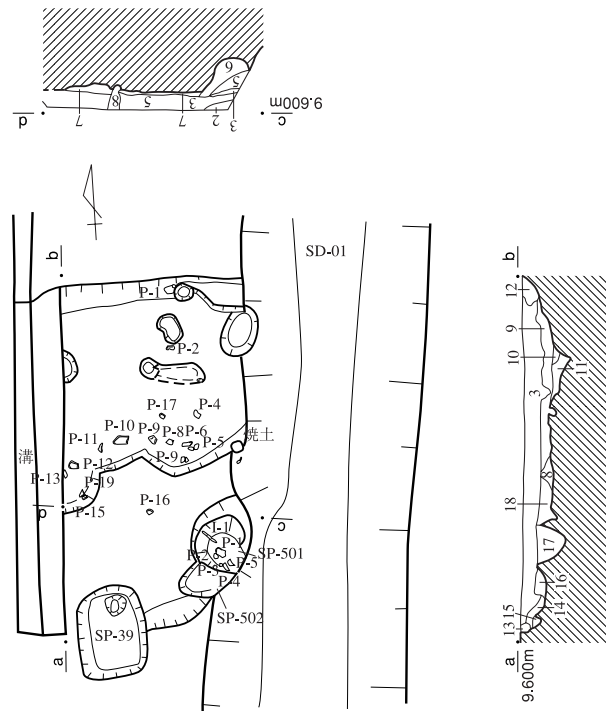 9.600m
d
c
7
8
5
3
7
2
3
5
6
b
b
SD-01
P-1
P-2
P-17
P-4
P-10
P-9
P-8
P-6
P-11
P-5
焼土
P-9
溝
P-12
P-13
P-19
P-15
d
P-16
c
I-1
P-1
P-2
SP-501
P-3
P-5
P-4
SP-502
SP-39
a
a
12
9
10
11
3
8
18
17
16
14
15
13
9.600m